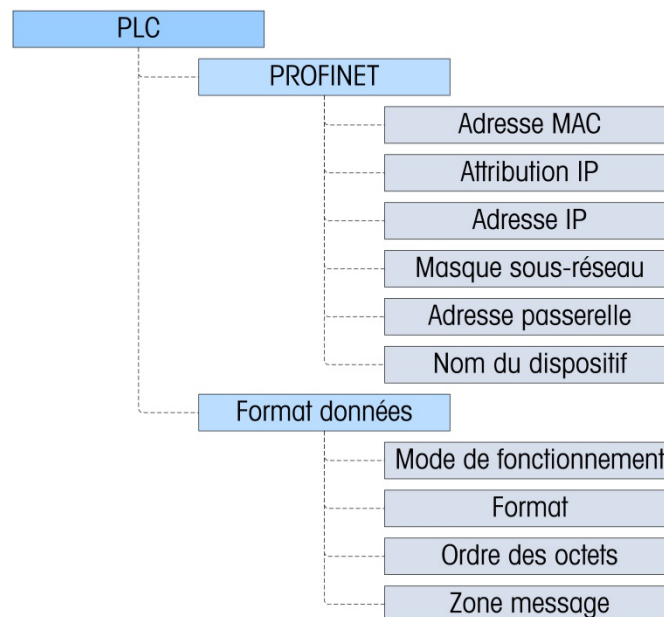 PLC
PROFINET
Adresse MAC
Attribution IP
Adresse IP
Masque sous-réseau
Adresse passerelle
Nom du dispositif
Format données
Mode de fonctionnement
Format
Ordre des octets
Zone message